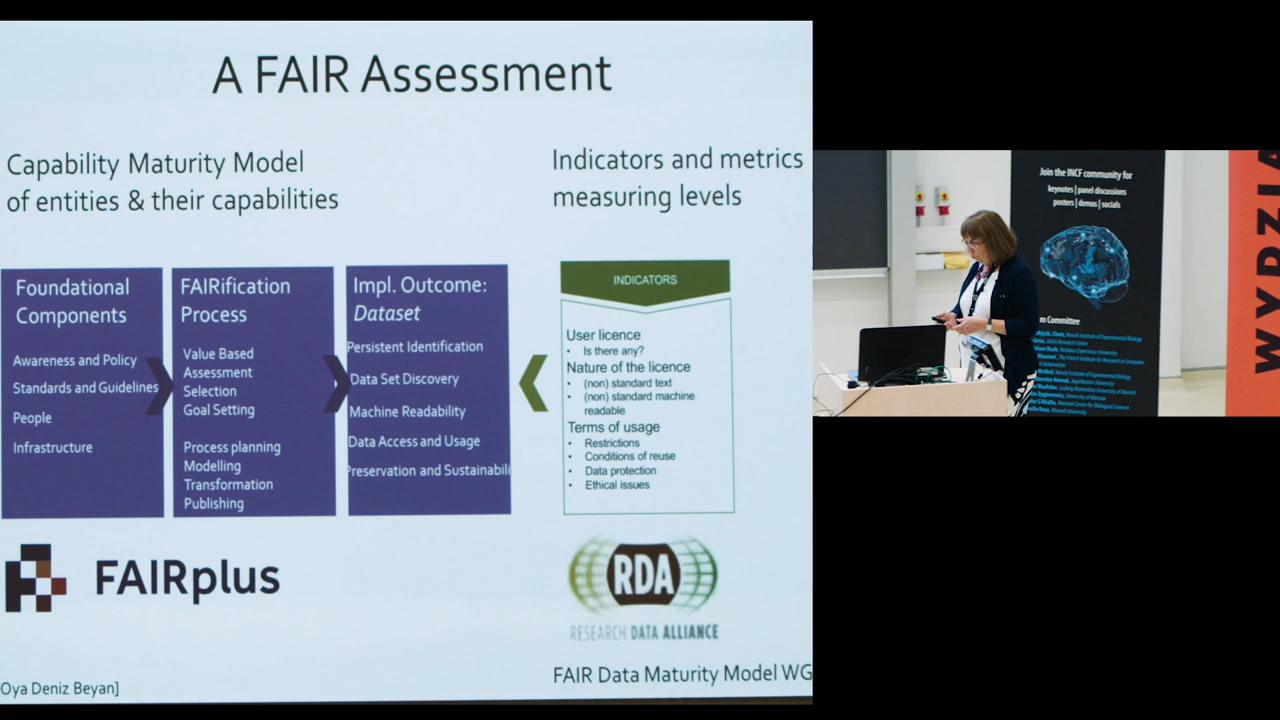 A FAIR Assessment
Capability Maturity Model
of entities & their capabilities
Indicators and metrics
measuring levels
Foundational
Components
Awareness and Policy
Standards and Guidelines
People
Infrastructure
FAIRification
Process
Value Based
Assessment
Selection
Goal Setting
Process planning
Modelling
Transformation
Publishing
Impl. Outcome:
Dataset
Persistent Identification
Data Set Discovery
Machine Readability
Data Access and Usage
Preservation and Sustainabili
INDICATORS
User licence
• Is there any?
Nature of the licence
• (non) standard text
• (non) standard machine
readable
Terms of usage
• Restrictions
• Conditions of reuse
• Data protection
• Ethical issues
FAIRplus
RDA
RESEARCH DATA ALLIANCE
Oya Deniz Beyan]
FAIR Data Maturity Model WG
Join the INCF community for
keynotes | panel discussions
posters | demos | socials
m Committee
WYDZIA